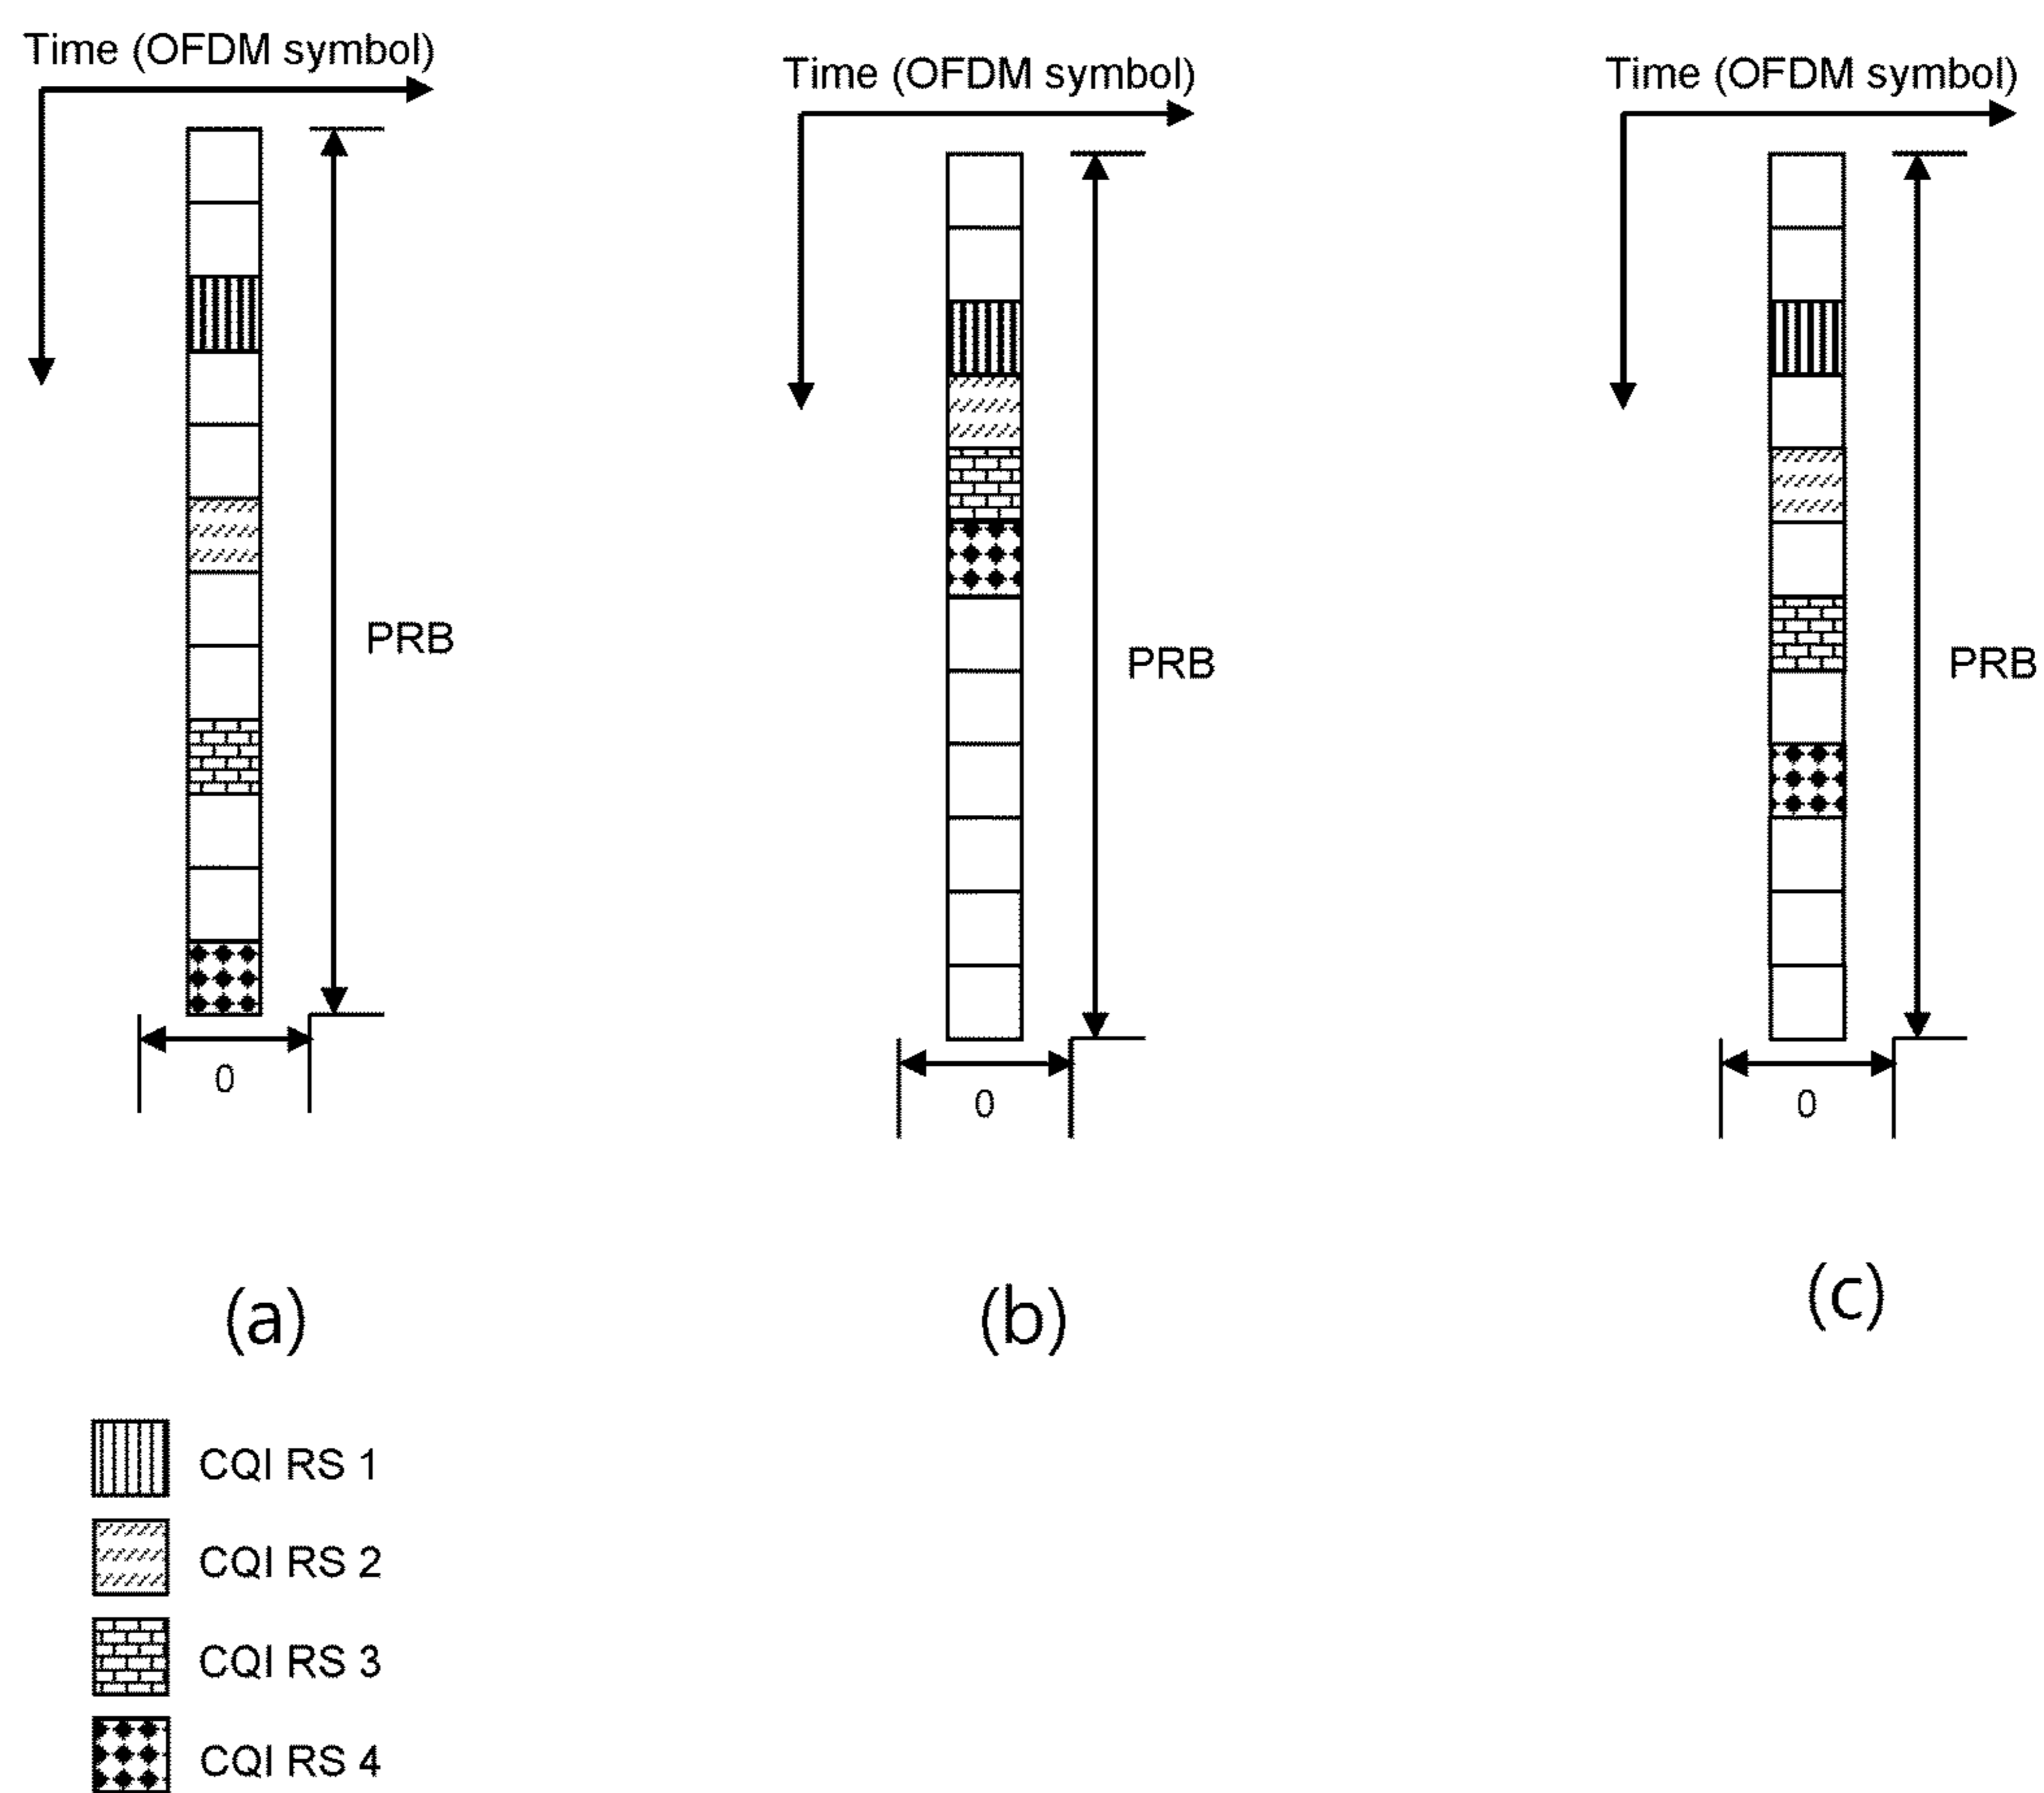 Time (OFDM symbol)
Time (OFDM symbol)
Time (OFDM symbol)
PRB
PRB
PRB
0
0
0
(a)
(b)
(c)
CQI RS 1
CQI RS 2
CQI RS 3
CQI RS 4